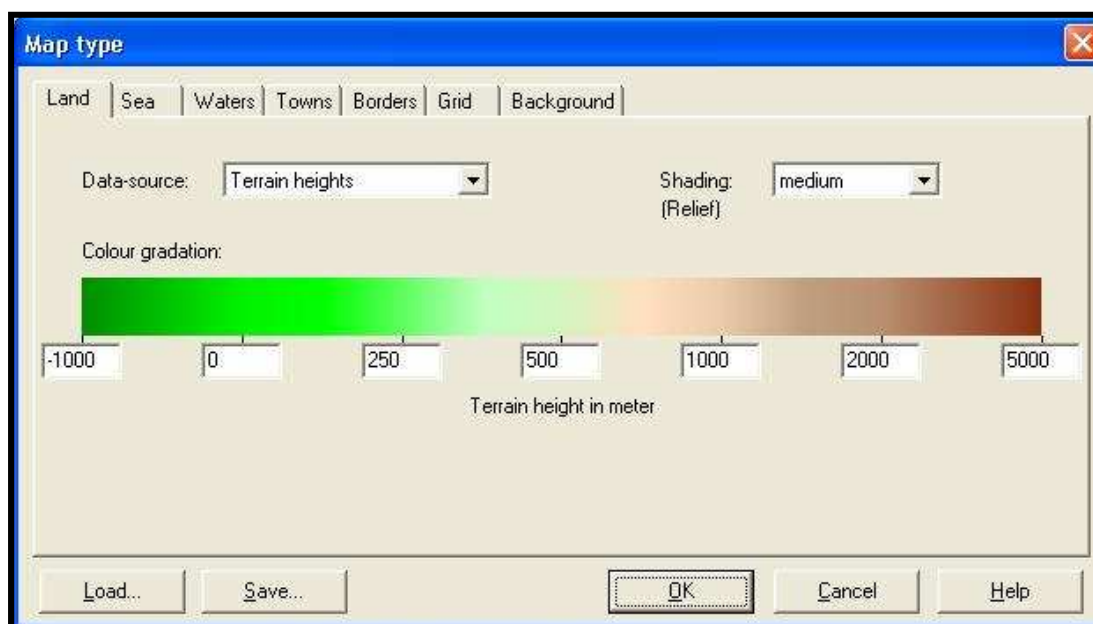 Map type
Land Sea Waters Towns Borders Grid Background
Data-source: Terrain heights Shading: medium
(Relief)
Colour gradation:
-1000 0 250 500 1000 2000 5000
Terrain height in meter
Load... Save... OK Cancel Help